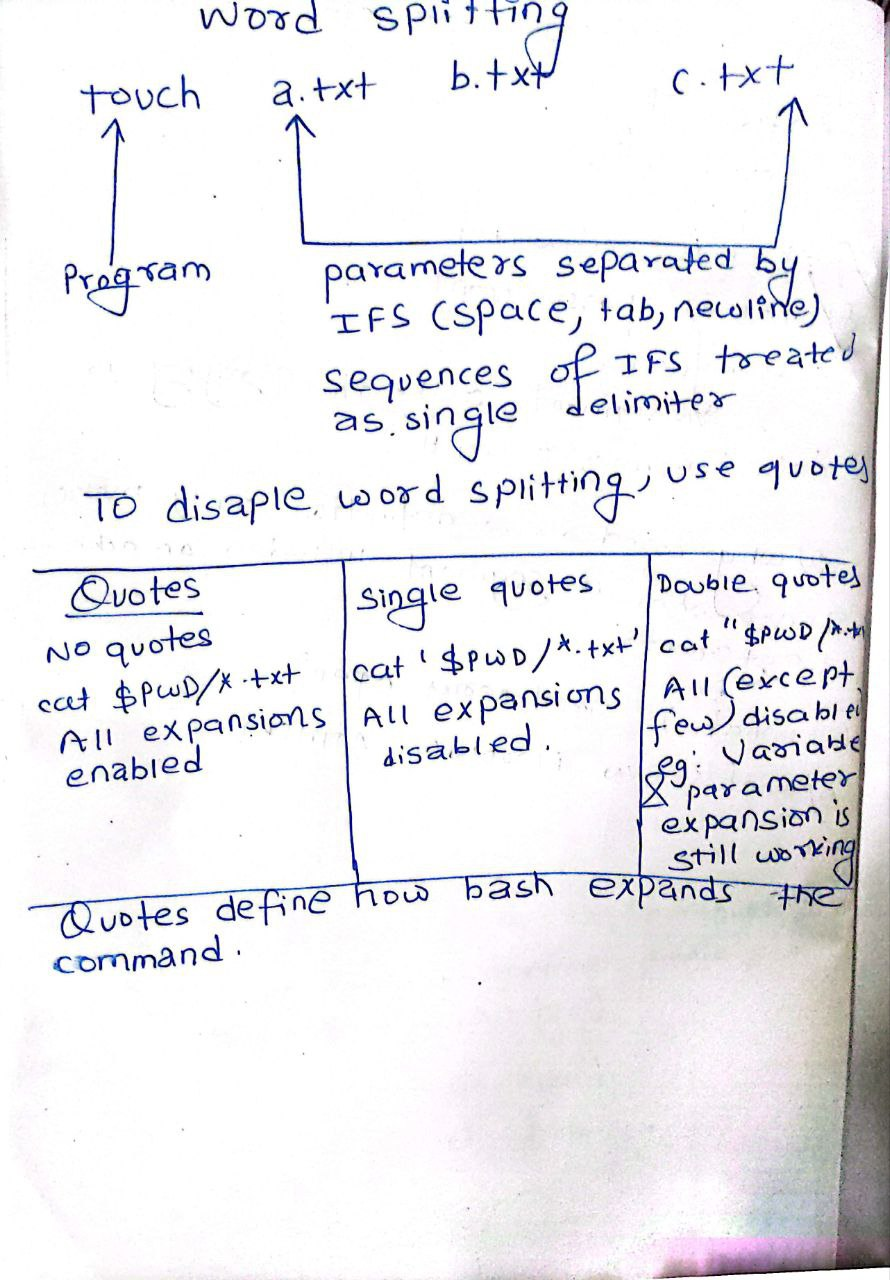 Word splitting
touch a.txt b.txt c.txt
Program
parameters separated by
IFS (space, tab, newline)
sequences of IFS treated
as single delimiter
TO disaple word splitting, use quotes
Quotes
No quotes
cat $PWD/*.txt
All expansions
enabled
Single quotes
cat '$PWD/*.txt'
All expansions
disabled.
Double quotes
cat "$PWD/*.t
All (except
few) disable
eg: Variable
& parameter
expansion is
still working
Quotes define how bash expands the
command.